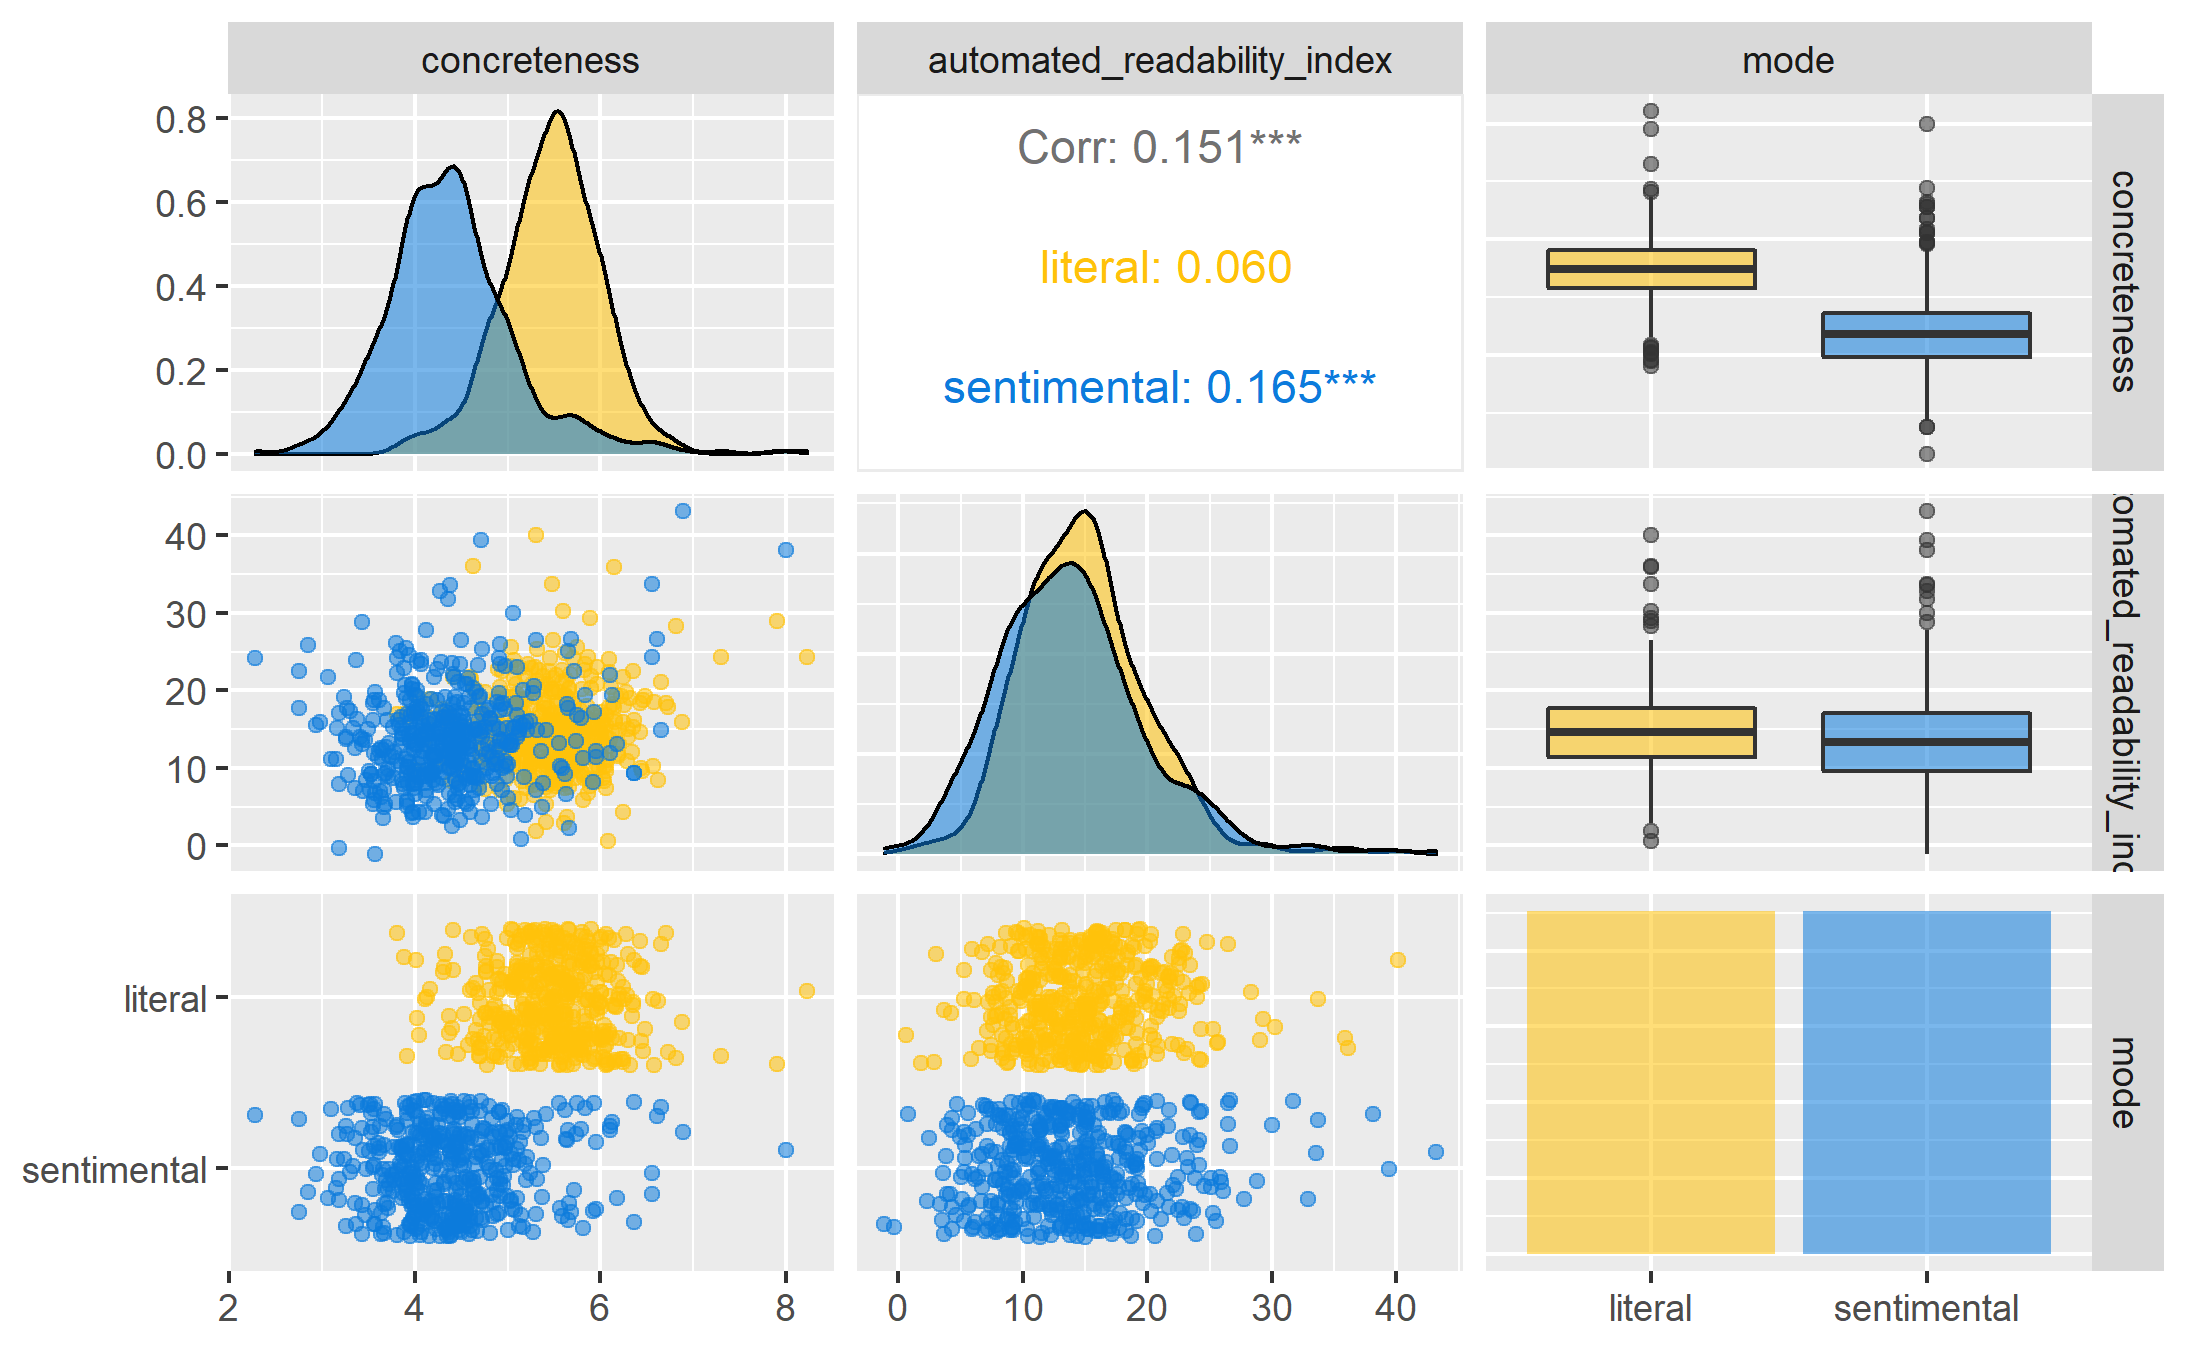 concreteness automated_readability_index mode
0.8
0.6
0.4
0.2
0.0
Corr: 0.151***
literal: 0.060
sentimental: 0.165***
concreteness
40
30
20
10
0
omated_readability_ind
literal
sentimental
mode
2 4 6 8 0 10 20 30 40 literal sentimental